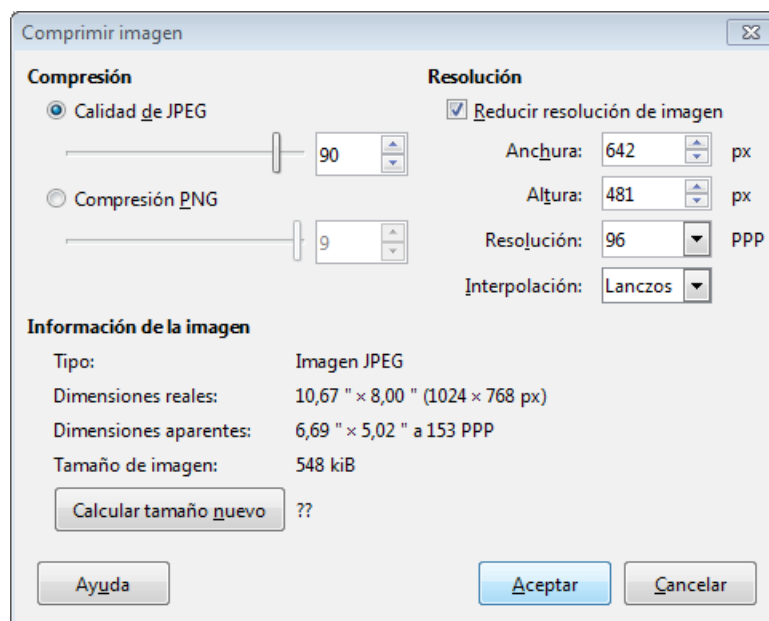 Comprimir imagen
Compresión
Calidad de JPEG
90
Compresión PNG
9
Resolución
Reducir resolución de imagen
Anchura: 642 px
Altura: 481 px
Resolución: 96 PPP
Interpolación: Lanczos
Información de la imagen
Tipo: Imagen JPEG
Dimensiones reales: 10,67 " × 8,00 " (1024 × 768 px)
Dimensiones aparentes: 6,69 " × 5,02 " a 153 PPP
Tamaño de imagen: 548 kiB
Calcular tamaño nuevo ??
Ayuda Aceptar Cancelar